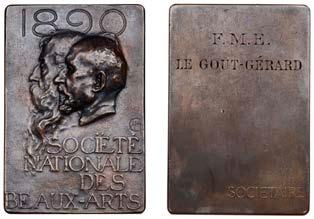 1890
SOCIÉTÉ
NATIONALE
DES
BEAUX-ARTS
F.M.E.
LE GOUT-GÉRARD
SOCIETAIRE